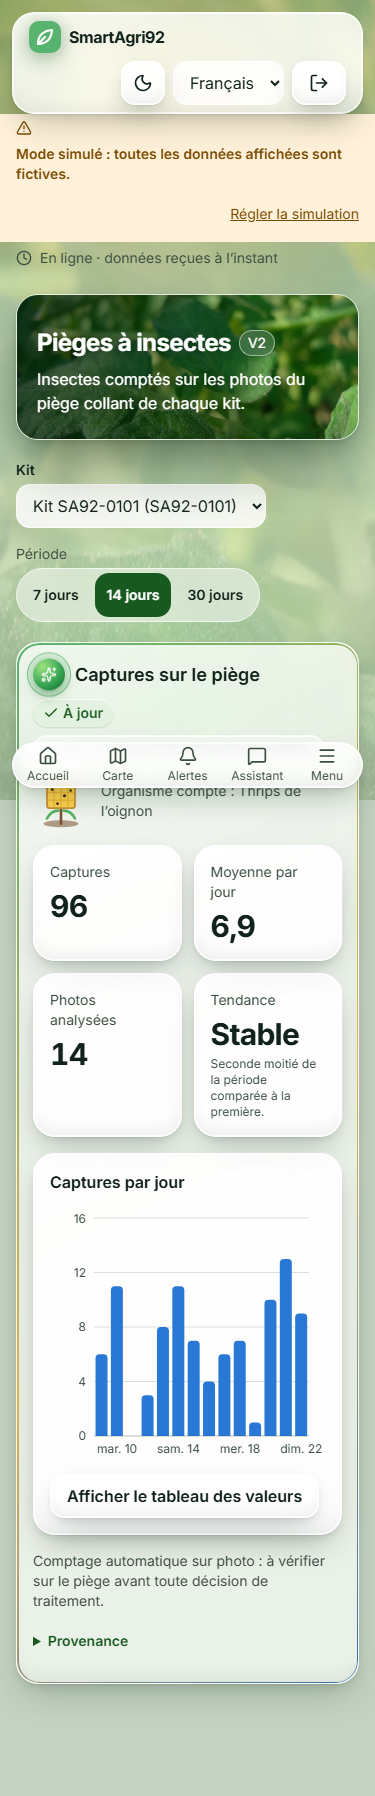 SmartAgri92
Français
Mode simulé : toutes les données affichées sont
fictives.
Régler la simulation
En ligne · données reçues à l’instant
Pièges à insectes V2
Insectes comptés sur les photos du
piège collant de chaque kit.
Kit
Kit SA92-0101 (SA92-0101)
Période
7 jours 14 jours 30 jours
Captures sur le piège
À jour
Accueil Carte Alertes Assistant Menu
Organisme compté : Thrips de
l’oignon
Captures
96
Moyenne par
jour
6,9
Photos
analysées
14
Tendance
Stable
Seconde moitié de
la période
comparée à la
première.
Captures par jour
16
12
8
4
0
mar. 10 sam. 14 mer. 18 dim. 22
Afficher le tableau des valeurs
Comptage automatique sur photo : à vérifier
sur le piège avant toute décision de
traitement.
Provenance